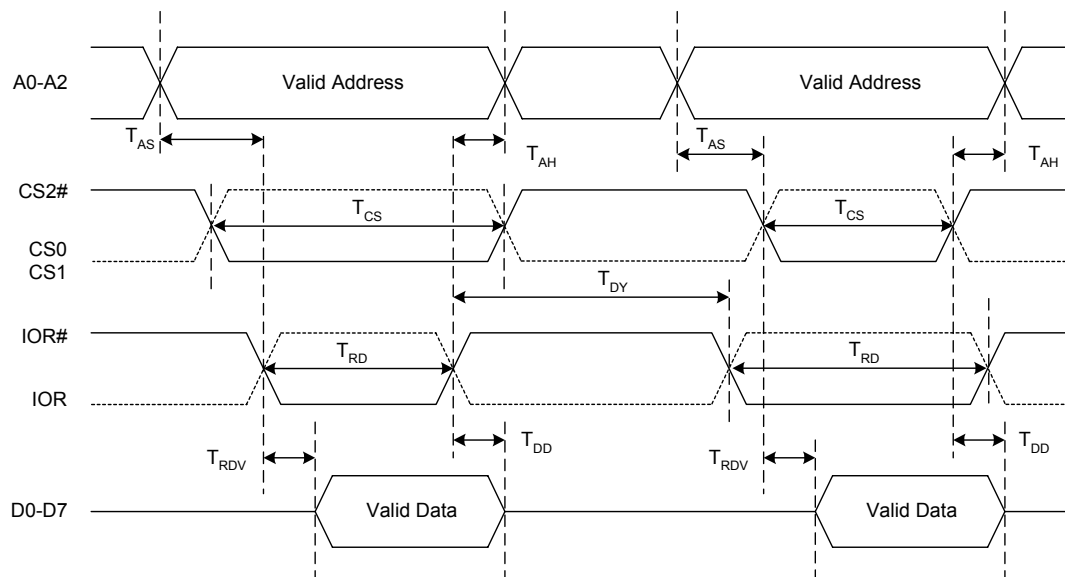 A0-A2
Valid Address
Valid Address
TAS
TAH
TAS
TAH
CS2#
TCS
TCS
CS0
CS1
TDY
IOR#
TRD
TRD
IOR
TRDV
TDD
TRDV
TDD
D0-D7
Valid Data
Valid Data